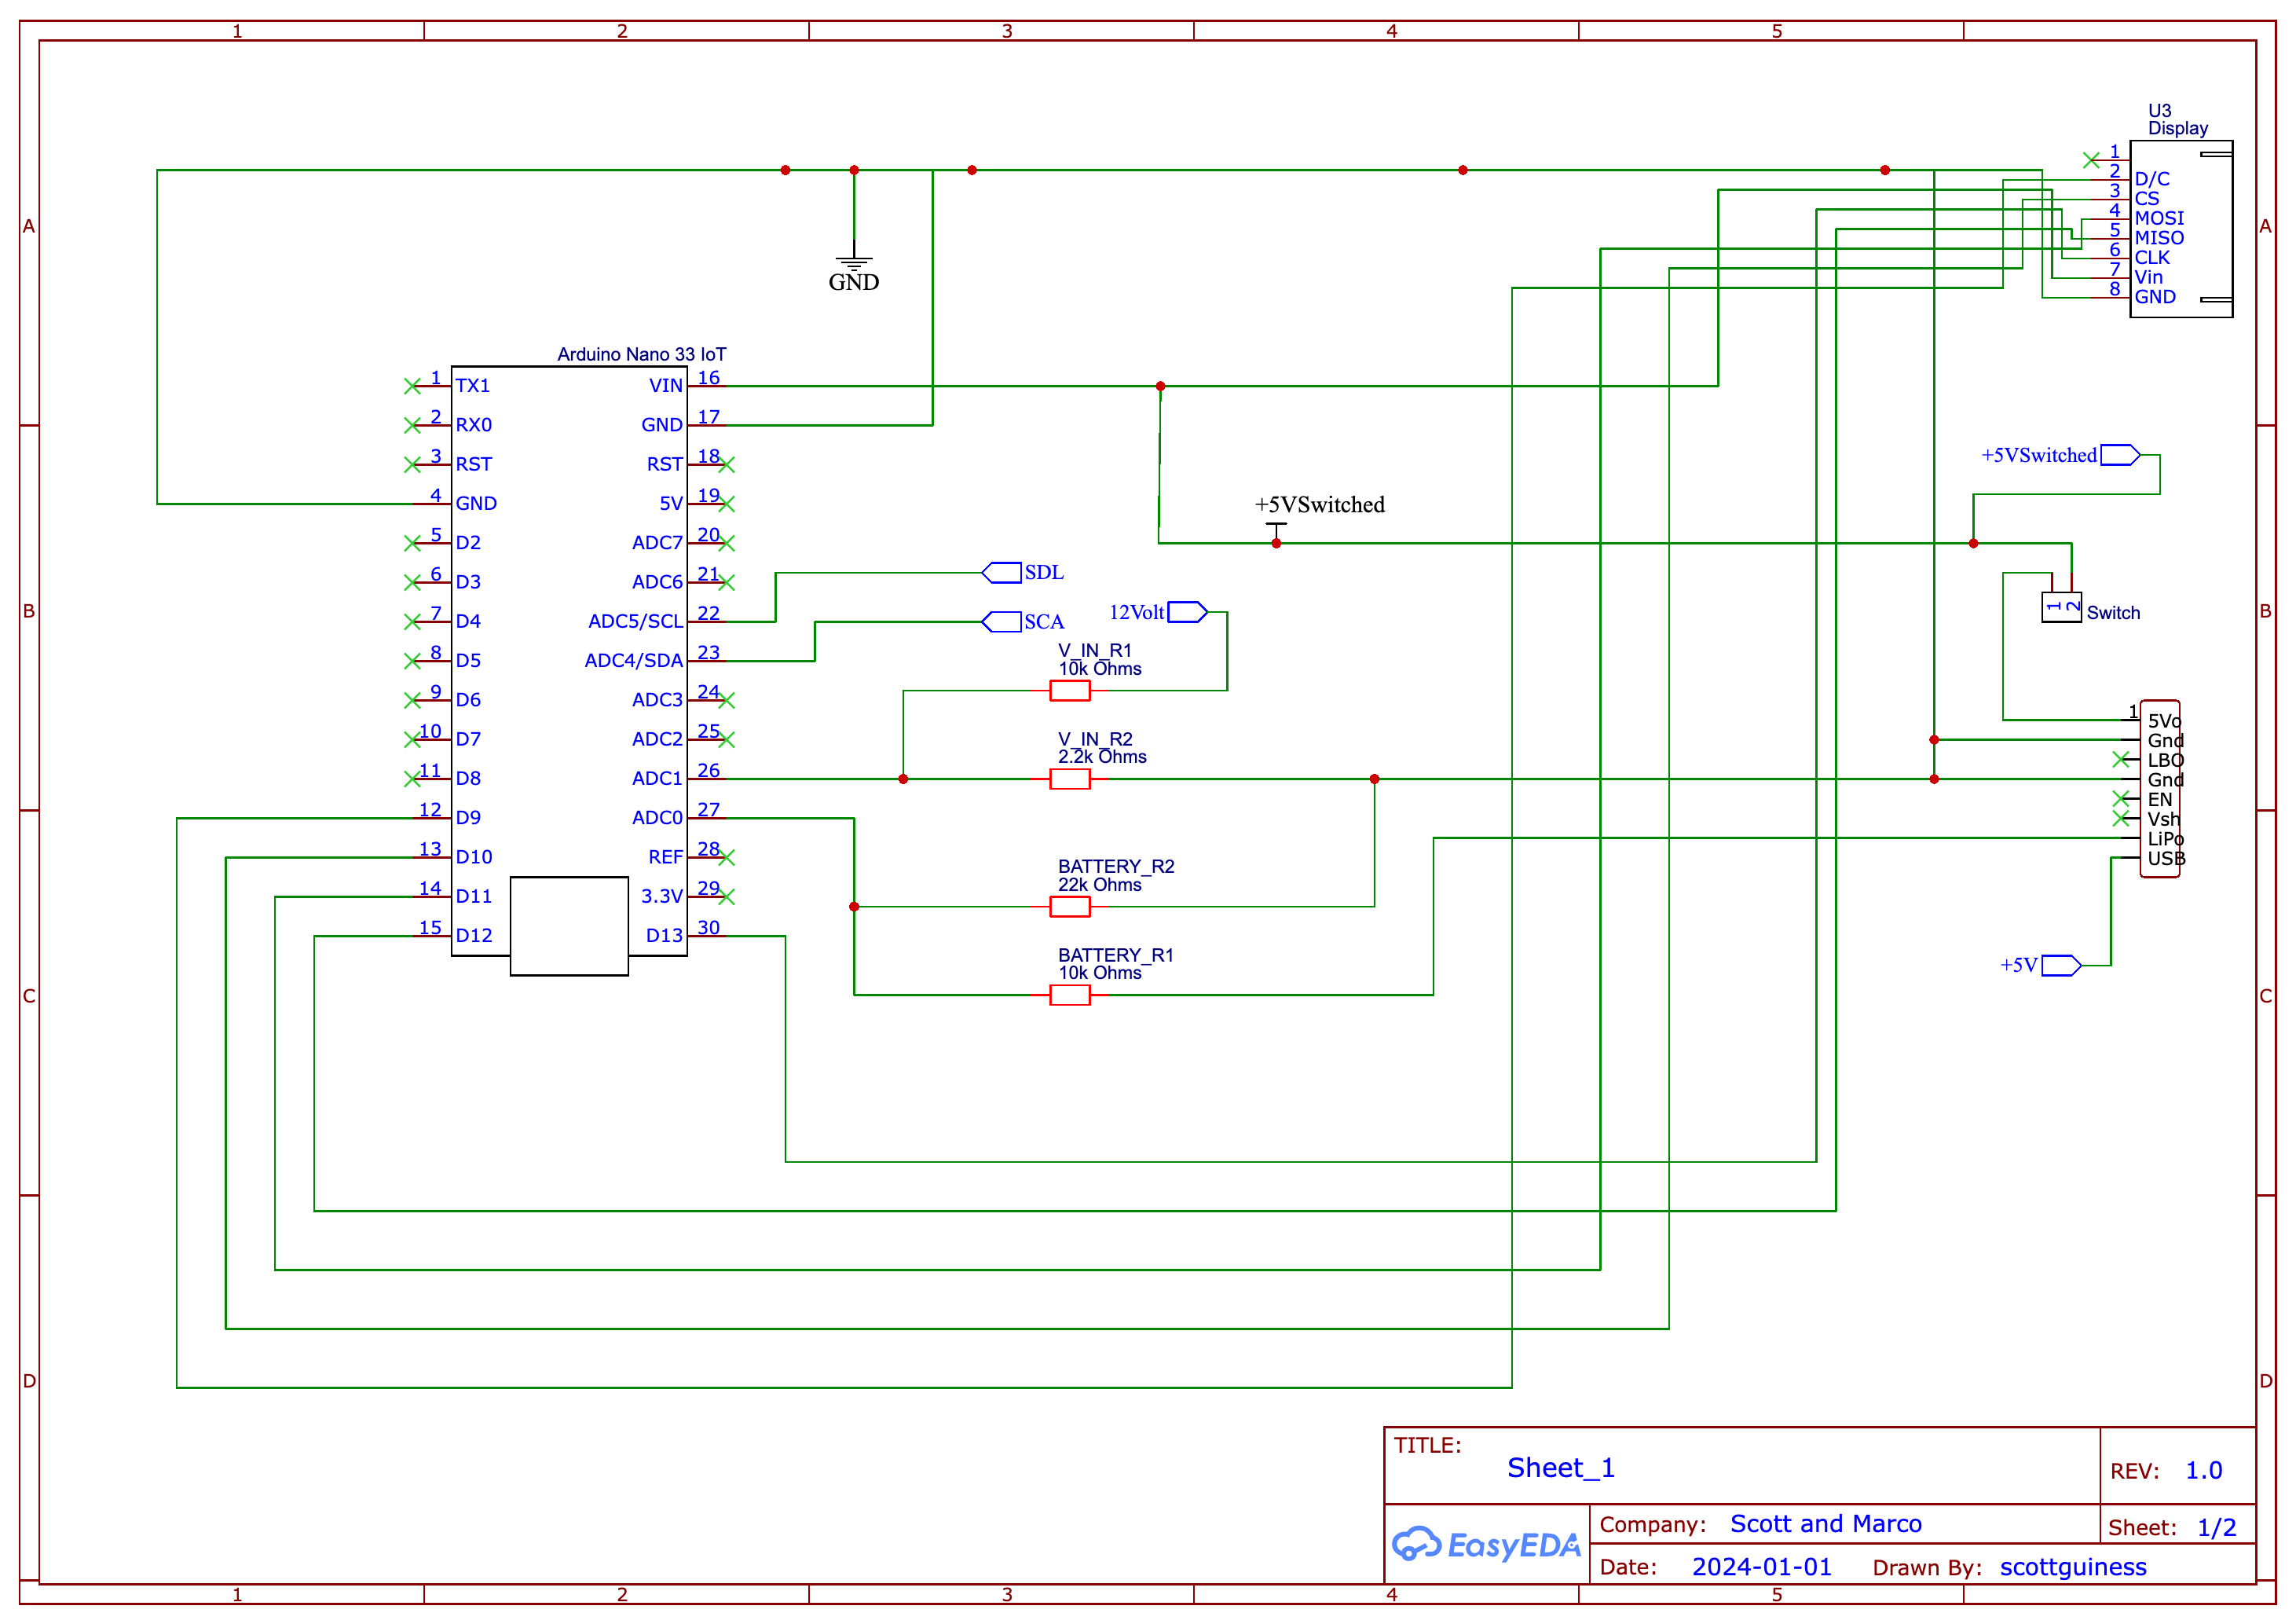 1 2 3 4 5
A
B
C
D
A
B
C
D
U3
Display
1
2 D/C
3 CS
4 MOSI
5 MISO
6 CLK
7 Vin
8 GND
GND
Arduino Nano 33 IoT
1 TX1
2 RX0
3 RST
4 GND
5 D2
6 D3
7 D4
8 D5
9 D6
10 D7
11 D8
12 D9
13 D10
14 D11
15 D12
VIN 16
GND 17
RST 18
5V 19
ADC7 20
ADC6 21
ADC5/SCL 22
ADC4/SDA 23
ADC3 24
ADC2 25
ADC1 26
ADC0 27
REF 28
3.3V 29
D13 30
+5VSwitched
+5VSwitched
SDL
SCA
12Volt
V_IN_R1
10k Ohms
V_IN_R2
2.2k Ohms
BATTERY_R2
22k Ohms
BATTERY_R1
10k Ohms
1 2
Switch
1 5Vo
Gnd
LBO
Gnd
EN
Vsh
LiPo
USB
+5V
TITLE:
Sheet_1
REV: 1.0
EasyEDA
Company: Scott and Marco
Sheet: 1/2
Date: 2024-01-01 Drawn By: scottguiness
1 2 3 4 5